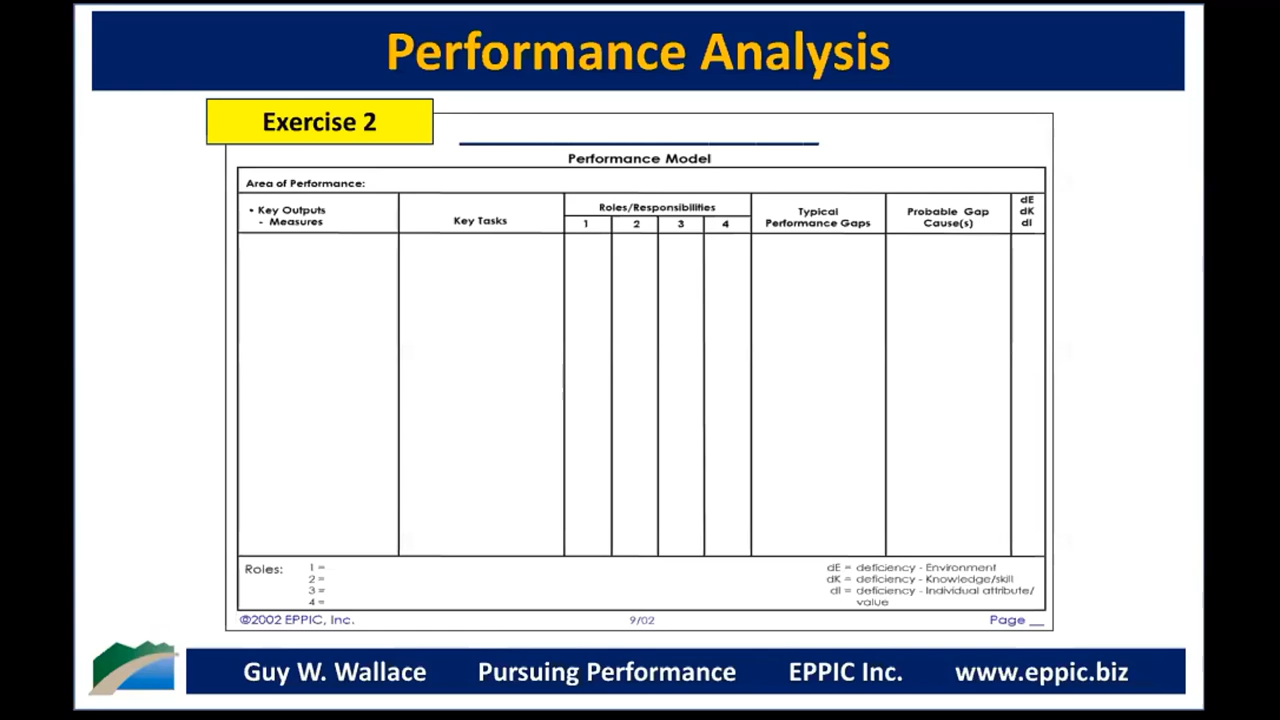 Performance Analysis
Exercise 2
Performance Model
Area of Performance:
• Key Outputs
- Measures
Key Tasks
Roles/Responsibilities
1 2 3 4
Typical
Performance Gaps
Probable Gap
Cause(s)
dE
dK
dI
Roles: 1 =
2 =
3 =
4 =
dE = deficiency - Environment
dK = deficiency - Knowledge/skill
dI = deficiency - Individual attribute/
value
©2002 EPPIC, Inc. 9/02 Page __
Guy W. Wallace Pursuing Performance EPPIC Inc. www.eppic.biz